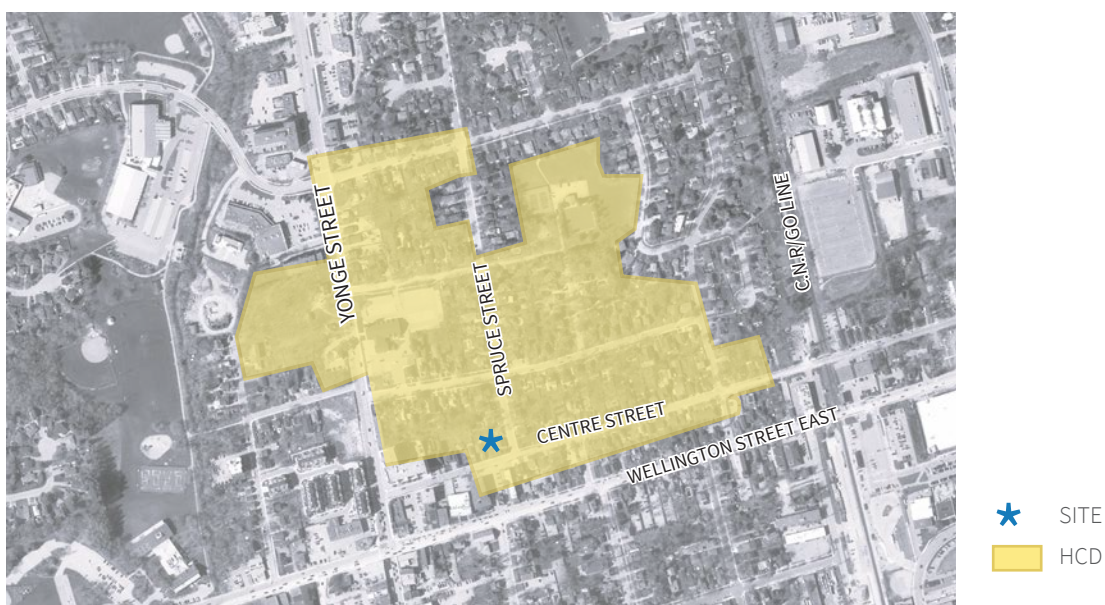 YONGE STREET
SPRUCE STREET
C.N.R/GO LINE
CENTRE STREET
WELLINGTON STREET EAST
SITE
HCD